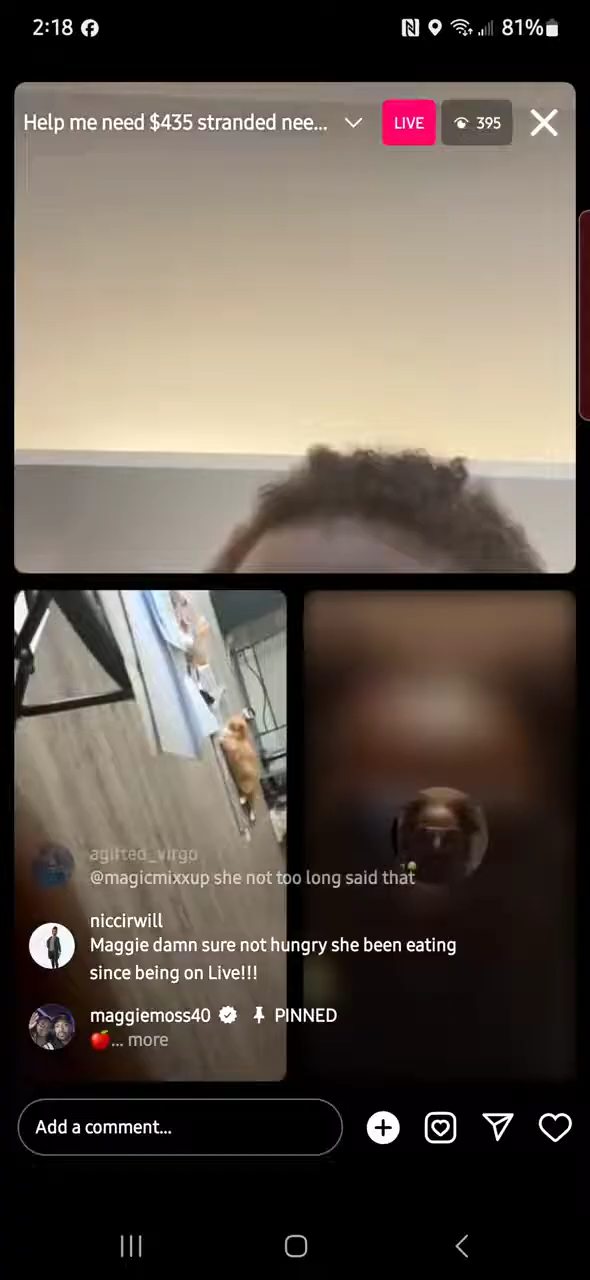 2:18
81%
Help me need $435 stranded nee...
LIVE
395
agifted_virgo
@magicmixxup she not too long said that
niccirwill
Maggie damn sure not hungry she been eating
since being on Live!!!
maggiemoss40 PINNED
🍎... more
Add a comment...